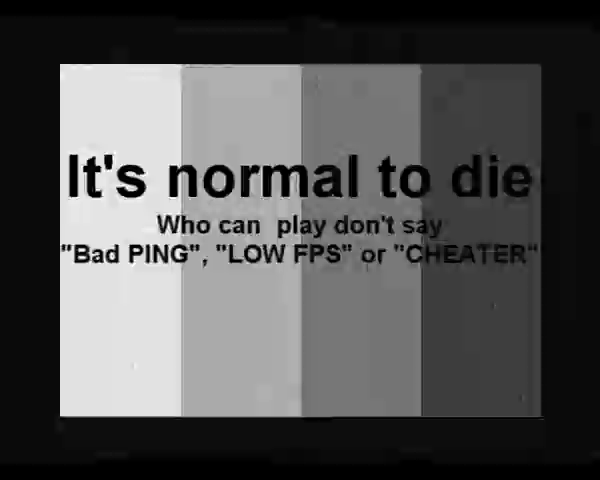 It's normal to die
Who can play don't say
"Bad PING", "LOW FPS" or "CHEATER"